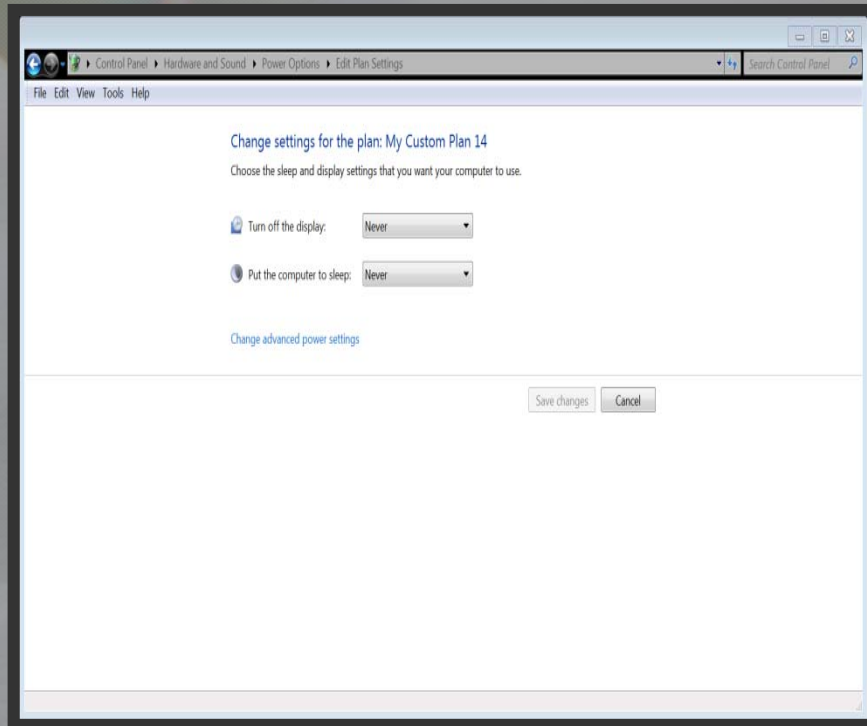 Control Panel ▸ Hardware and Sound ▸ Power Options ▸ Edit Plan Settings
Search Control Panel
File Edit View Tools Help
Change settings for the plan: My Custom Plan 14
Choose the sleep and display settings that you want your computer to use.
Turn off the display: Never
Put the computer to sleep: Never
Change advanced power settings
Save changes Cancel